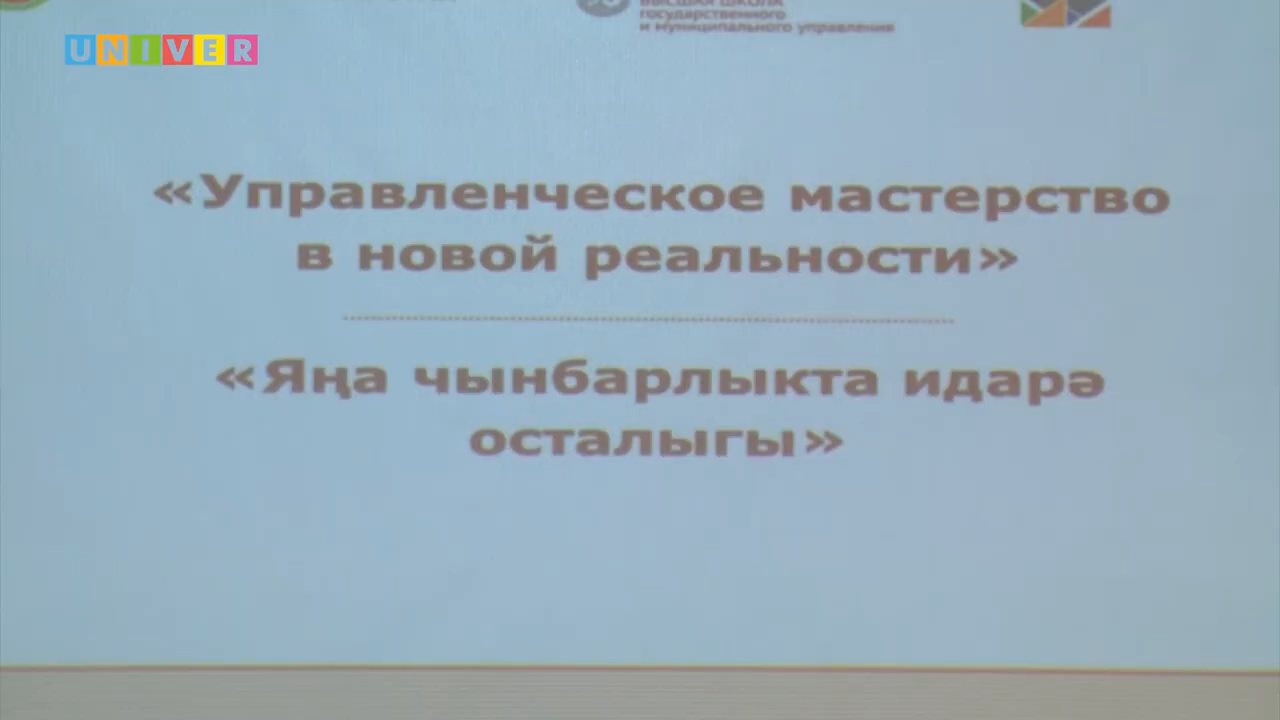 ВЫСШАЯ ШКОЛА
государственного
и муниципального управления
UNIVER
«Управленческое мастерство
в новой реальности»
«Яңа чынбарлыкта идарә
осталыгы»